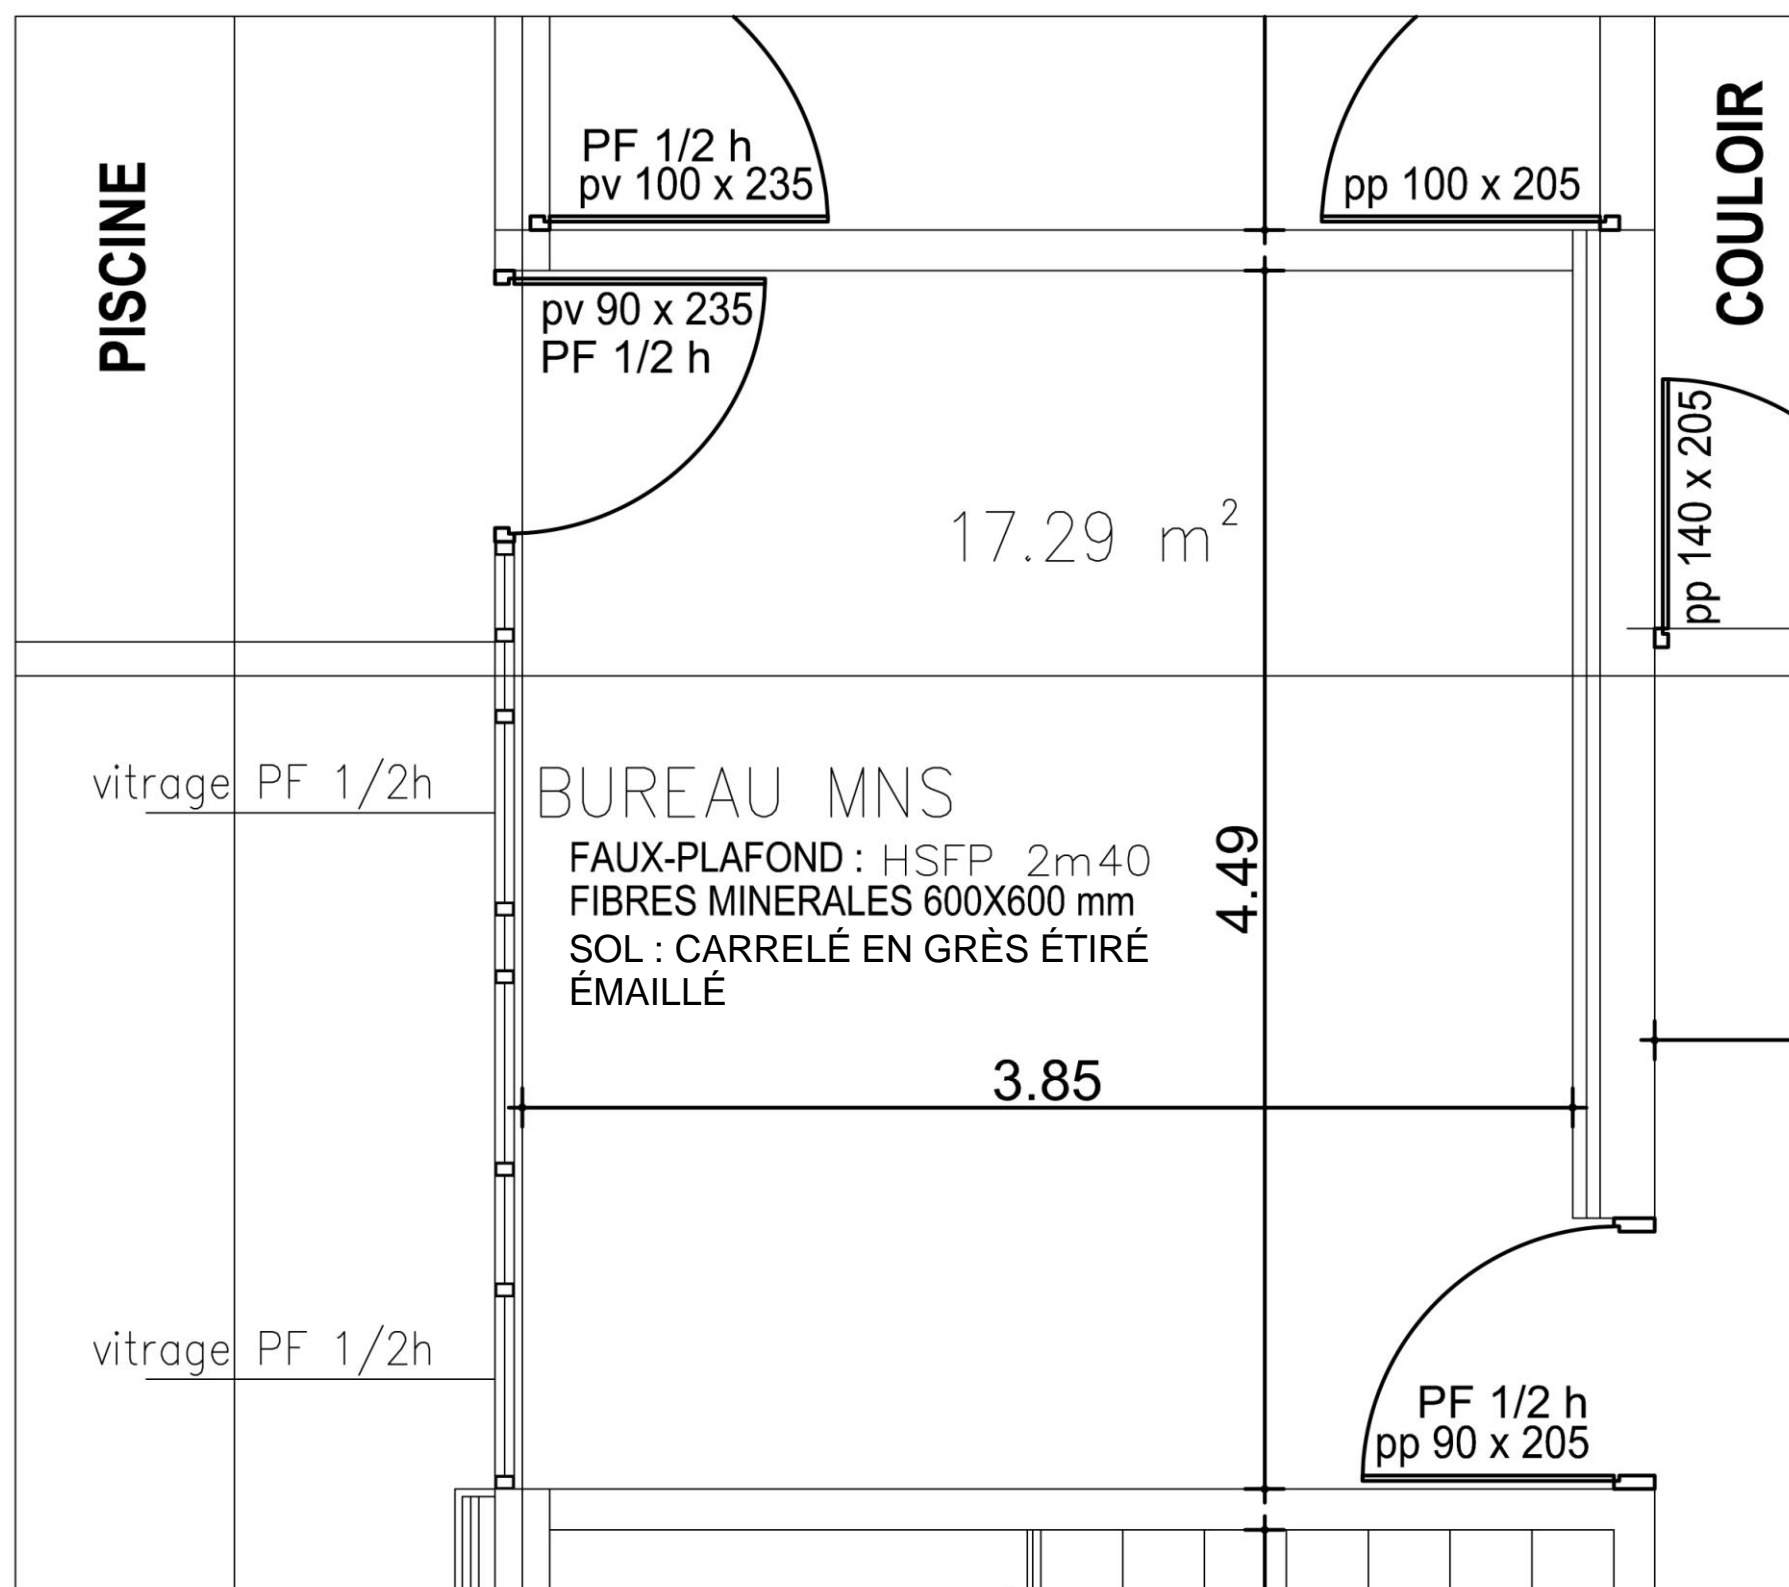 PISCINE
PF 1/2 h
pv 100 x 235
pp 100 x 205
COULOIR
pv 90 x 235
PF 1/2 h
pp 140 x 205
17.29 m²
vitrage PF 1/2h
BUREAU MNS
FAUX-PLAFOND : HSFP 2m40
FIBRES MINERALES 600X600 mm
SOL : CARRELÉ EN GRÈS ÉTIRÉ
ÉMAILLÉ
4.49
3.85
vitrage PF 1/2h
PF 1/2 h
pp 90 x 205